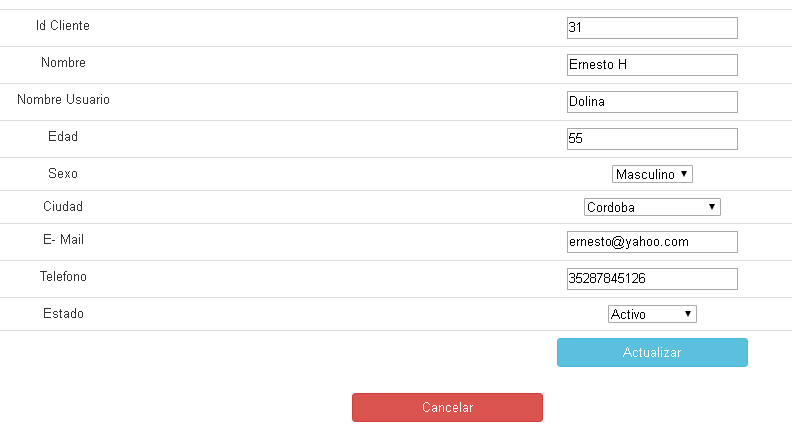 Id Cliente 31
Nombre Ernesto H
Nombre Usuario Dolina
Edad 55
Sexo Masculino
Ciudad Cordoba
E- Mail ernesto@yahoo.com
Telefono 35287845126
Estado Activo
Actualizar
Cancelar